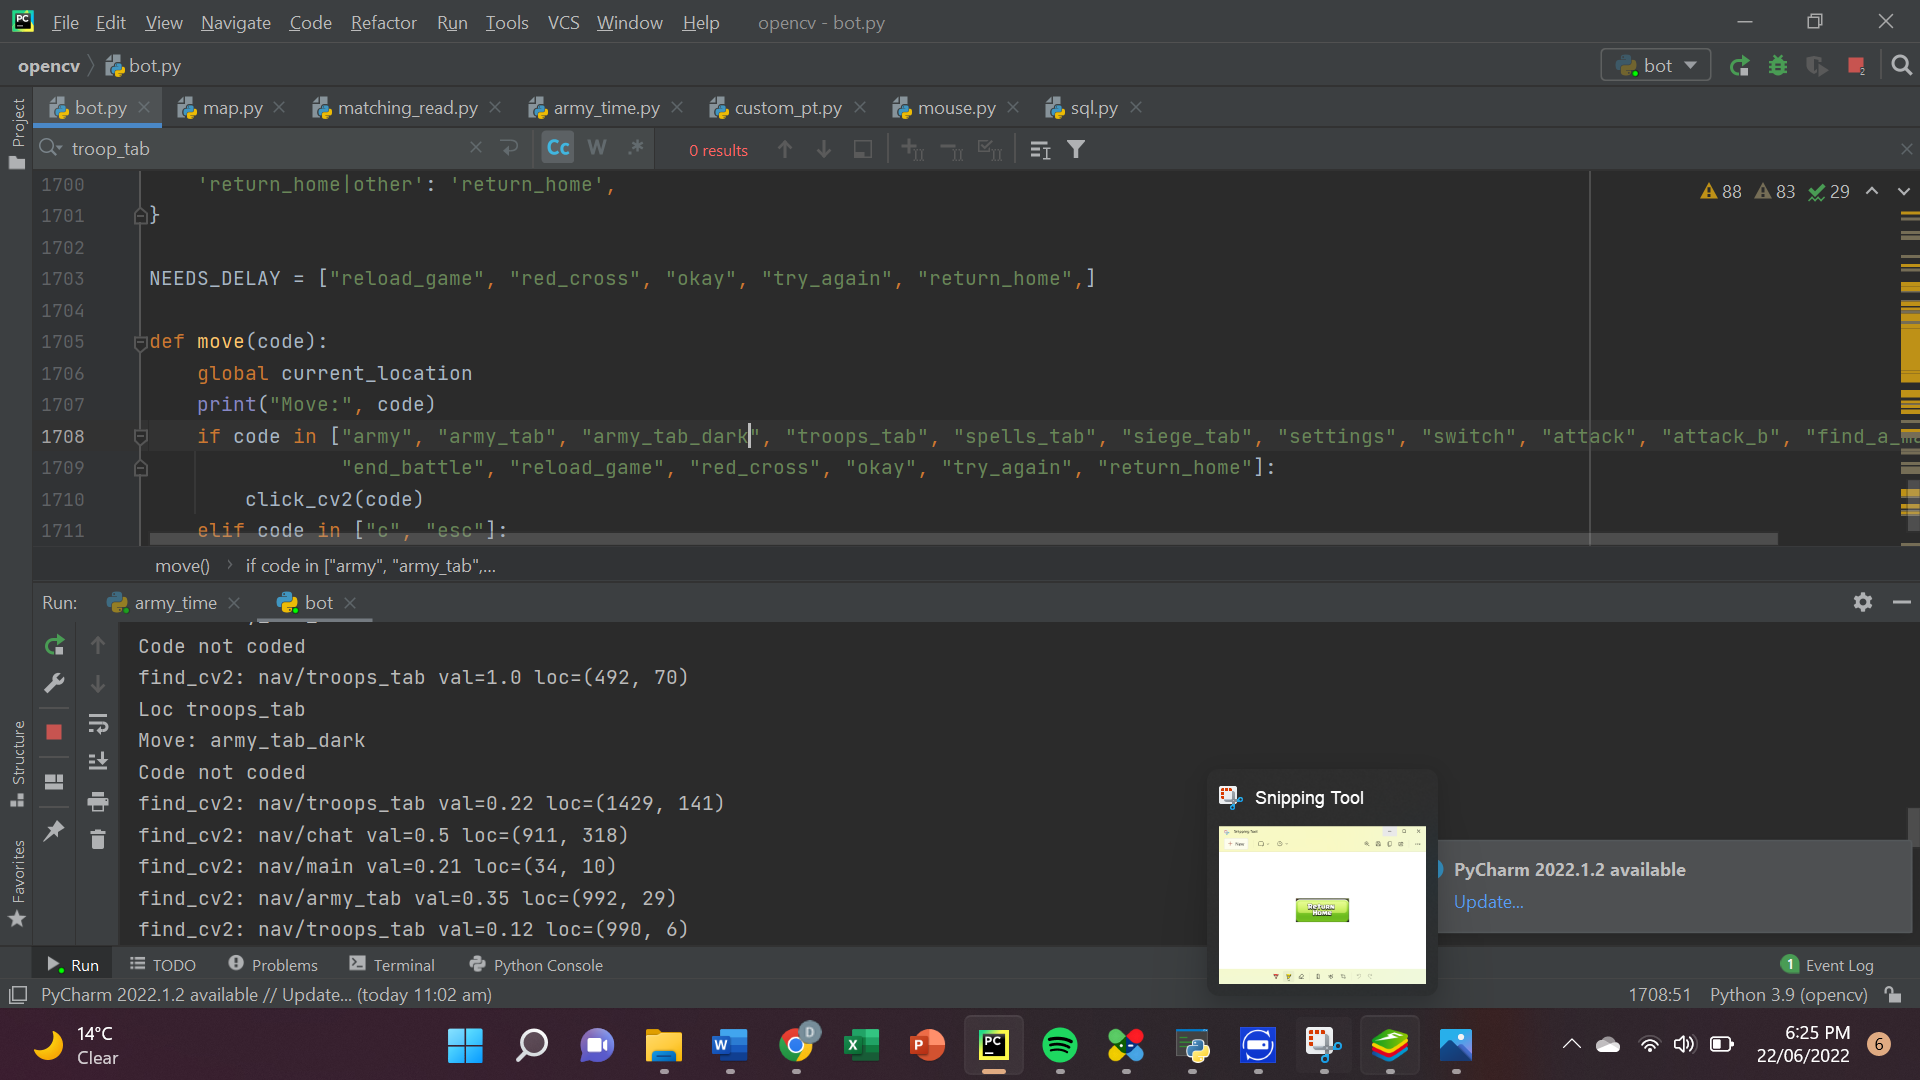 PC File Edit View Navigate Code Refactor Run Tools VCS Window Help opencv - bot.py
opencv bot.py bot 2
bot.py map.py matching_read.py army_time.py custom_pt.py mouse.py sql.py
troop_tab Cc W .* 0 results
Project
88 83 29
1700 'return_home|other': 'return_home',
1701 }
1702
1703 NEEDS_DELAY = ["reload_game", "red_cross", "okay", "try_again", "return_home",]
1704
1705 def move(code):
1706 global current_location
1707 print("Move:", code)
1708 if code in ["army", "army_tab", "army_tab_dark", "troops_tab", "spells_tab", "siege_tab", "settings", "switch", "attack", "attack_b", "find_a_m
1709 "end_battle", "reload_game", "red_cross", "okay", "try_again", "return_home"]:
1710 click_cv2(code)
1711 elif code in ["c", "esc"]:
move() if code in ["army", "army_tab",...
Run: army_time bot
Code not coded
find_cv2: nav/troops_tab val=1.0 loc=(492, 70)
Loc troops_tab
Move: army_tab_dark
Code not coded
find_cv2: nav/troops_tab val=0.22 loc=(1429, 141)
find_cv2: nav/chat val=0.5 loc=(911, 318)
find_cv2: nav/main val=0.21 loc=(34, 10)
find_cv2: nav/army_tab val=0.35 loc=(992, 29)
find_cv2: nav/troops_tab val=0.12 loc=(990, 6)
Structure
Favorites
Snipping Tool
Snipping Tool
New
Return
Home
PyCharm 2022.1.2 available
Update...
Run TODO Problems Terminal Python Console 1 Event Log
PyCharm 2022.1.2 available // Update... (today 11:02 am) 1708:51 Python 3.9 (opencv)
14°C
Clear
D
W X P PC
6:25 PM
22/06/2022
6